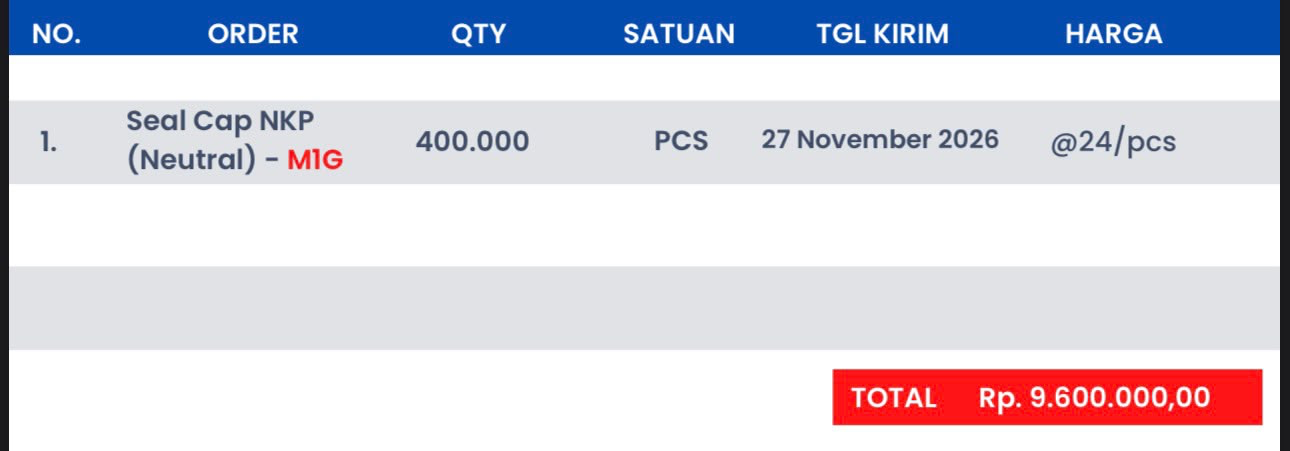 NO. ORDER QTY SATUAN TGL KIRIM HARGA
1. Seal Cap NKP (Neutral) - M1G 400.000 PCS 27 November 2026 @24/pcs
TOTAL Rp. 9.600.000,00